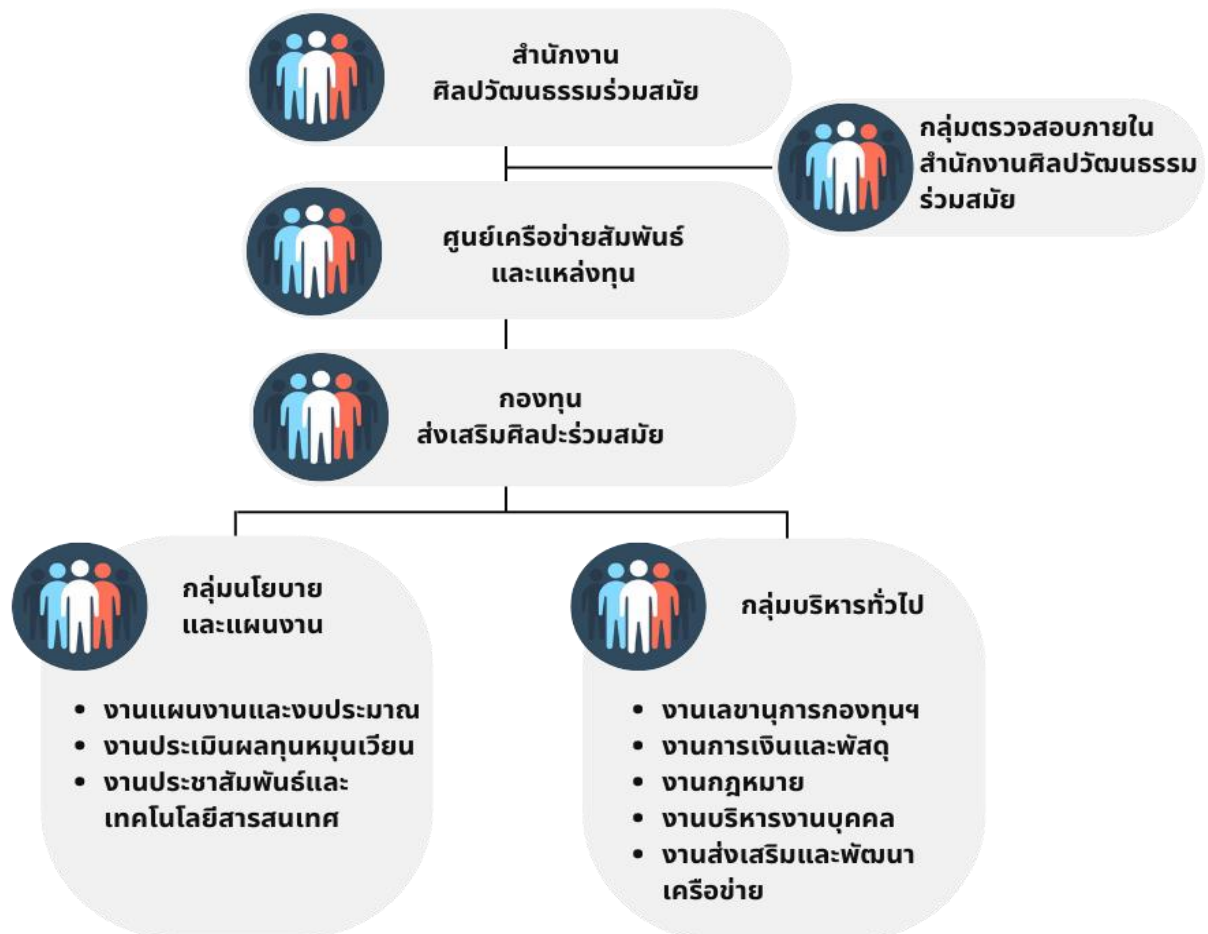 สำนักงาน
ศิลปวัฒนธรรมร่วมสมัย
กลุ่มตรวจสอบภายใน
สำนักงานศิลปวัฒนธรรม
ร่วมสมัย
ศูนย์เครือข่ายสัมพันธ์
และแหล่งทุน
กองทุน
ส่งเสริมศิลปะร่วมสมัย
กลุ่มนโยบาย
และแผนงาน
• งานแผนงานและงบประมาณ
• งานประเมินผลทุนหมุนเวียน
• งานประชาสัมพันธ์และ
เทคโนโลยีสารสนเทศ
กลุ่มบริหารทั่วไป
• งานเลขานุการกองทุนฯ
• งานการเงินและพัสดุ
• งานกฎหมาย
• งานบริหารงานบุคคล
• งานส่งเสริมและพัฒนา
เครือข่าย